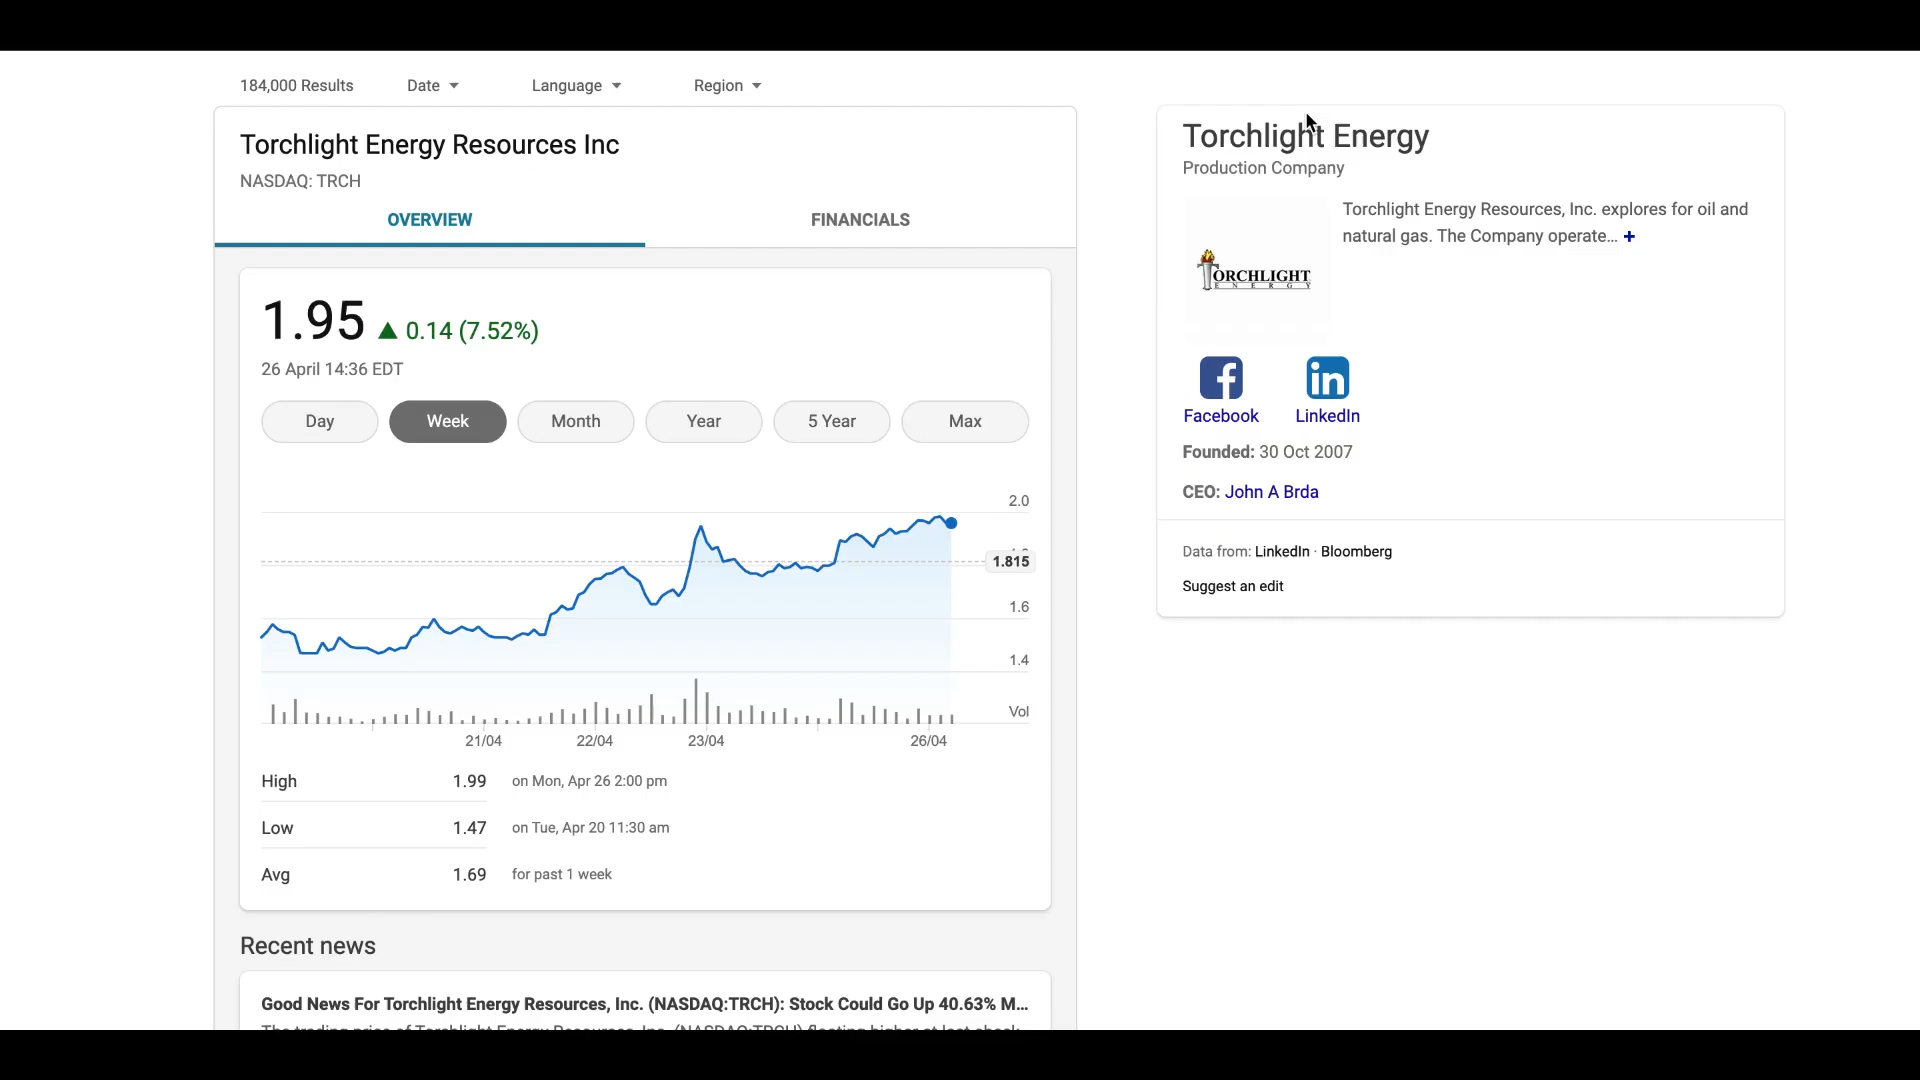 184,000 Results Date Language Region
Torchlight Energy Resources Inc
NASDAQ: TRCH
OVERVIEW FINANCIALS
1.95 ▲ 0.14 (7.52%)
26 April 14:36 EDT
Day Week Month Year 5 Year Max
2.0
1.815
1.6
1.4
Vol
21/04 22/04 23/04 26/04
High 1.99 on Mon, Apr 26 2:00 pm
Low 1.47 on Tue, Apr 20 11:30 am
Avg 1.69 for past 1 week
Recent news
Good News For Torchlight Energy Resources, Inc. (NASDAQ:TRCH): Stock Could Go Up 40.63% M...
Torchlight Energy
Production Company
Torchlight Energy Resources, Inc. explores for oil and
natural gas. The Company operate... +
TORCHLIGHT
ENERGY
Facebook LinkedIn
Founded: 30 Oct 2007
CEO: John A Brda
Data from: LinkedIn · Bloomberg
Suggest an edit